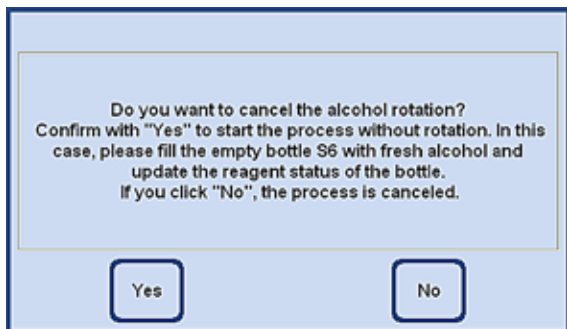 Do you want to cancel the alcohol rotation?
Confirm with "Yes" to start the process without rotation. In this
case, please fill the empty bottle S6 with fresh alcohol and
update the reagent status of the bottle.
If you click "No", the process is canceled.
Yes
No